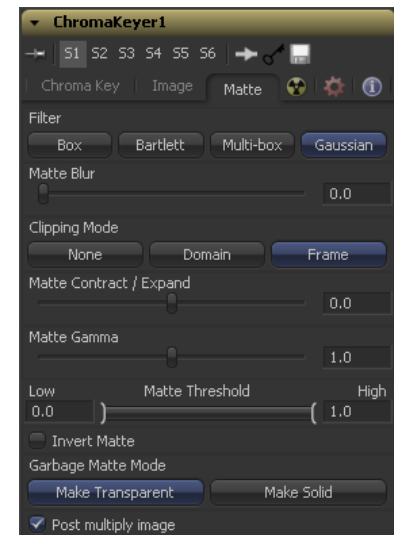 ChromaKeyer1
S1 S2 S3 S4 S5 S6
Chroma Key Image Matte
Filter
Box Bartlett Multi-box Gaussian
Matte Blur
0.0
Clipping Mode
None Domain Frame
Matte Contract / Expand
0.0
Matte Gamma
1.0
Low Matte Threshold High
0.0 1.0
Invert Matte
Garbage Matte Mode
Make Transparent Make Solid
Post multiply image